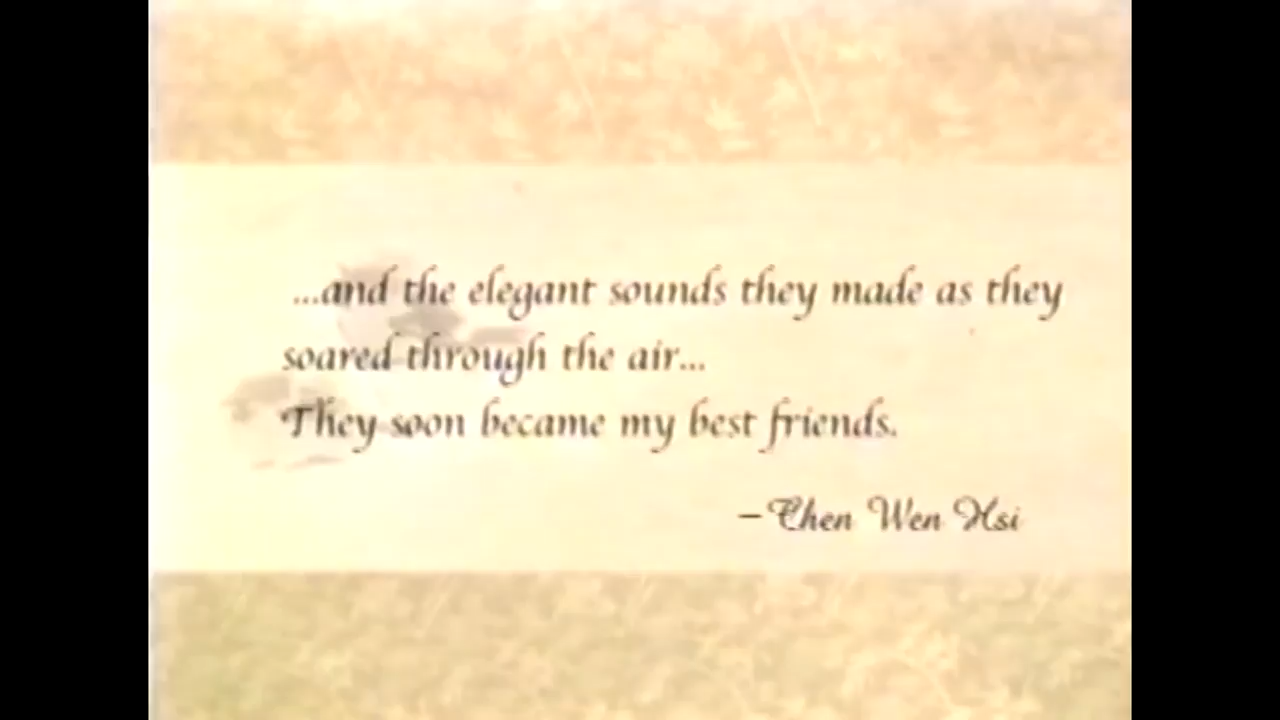 ...and the elegant sounds they made as they
soared through the air...
They soon became my best friends.
–Chen Wen Hsi